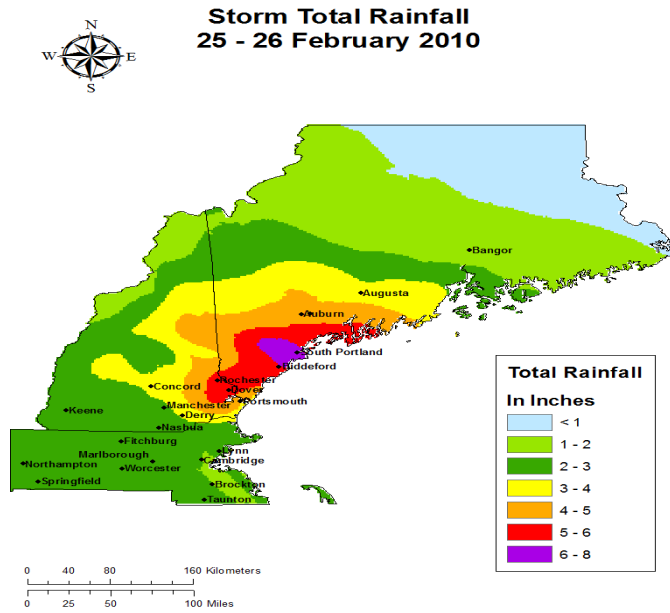 Storm Total Rainfall
25 - 26 February 2010
N
W E
S
Bangor
Augusta
Auburn
South Portland
Biddeford
Rochester
Concord
Dover
Portsmouth
Keene
Manchester
Derry
Nashua
Fitchburg
Lynn
Marlborough
Cambridge
Northampton
Worcester
Springfield
Brockton
Taunton
Total Rainfall
In Inches
< 1
1 - 2
2 - 3
3 - 4
4 - 5
5 - 6
6 - 8
0 40 80 160 Kilometers
0 25 50 100 Miles